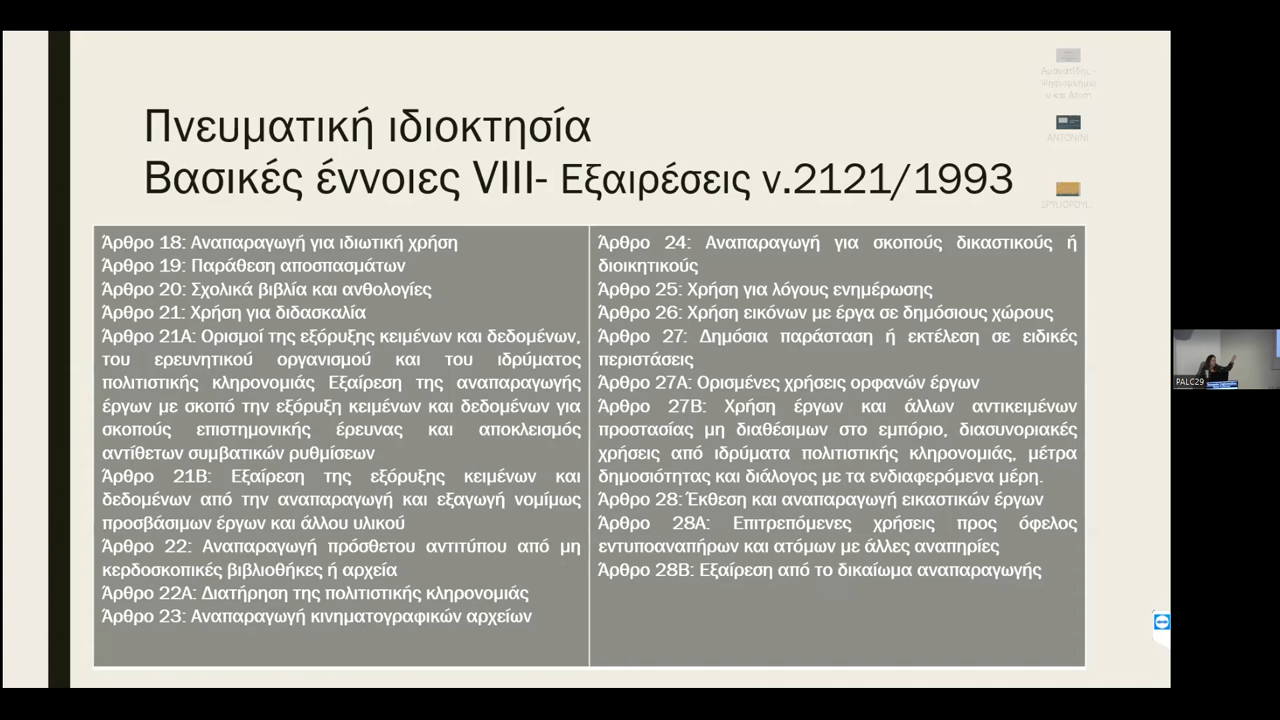 Πνευματική ιδιοκτησία
Βασικές έννοιες VIII- Εξαιρέσεις ν.2121/1993
Άρθρο 18: Αναπαραγωγή για ιδιωτική χρήση
Άρθρο 19: Παράθεση αποσπασμάτων
Άρθρο 20: Σχολικά βιβλία και ανθολογίες
Άρθρο 21: Χρήση για διδασκαλία
Άρθρο 21Α: Ορισμοί της εξόρυξης κειμένων και δεδομένων,
του ερευνητικού οργανισμού και του ιδρύματος
πολιτιστικής κληρονομιάς Εξαίρεση της αναπαραγωγής
έργων με σκοπό την εξόρυξη κειμένων και δεδομένων για
σκοπούς επιστημονικής έρευνας και αποκλεισμός
αντίθετων συμβατικών ρυθμίσεων
Άρθρο 21Β: Εξαίρεση της εξόρυξης κειμένων και
δεδομένων από την αναπαραγωγή και εξαγωγή νομίμως
προσβάσιμων έργων και άλλου υλικού
Άρθρο 22: Αναπαραγωγή πρόσθετου αντιτύπου από μη
κερδοσκοπικές βιβλιοθήκες ή αρχεία
Άρθρο 22Α: Διατήρηση της πολιτιστικής κληρονομιάς
Άρθρο 23: Αναπαραγωγή κινηματογραφικών αρχείων
Άρθρο 24: Αναπαραγωγή για σκοπούς δικαστικούς ή
διοικητικούς
Άρθρο 25: Χρήση για λόγους ενημέρωσης
Άρθρο 26: Χρήση εικόνων με έργα σε δημόσιους χώρους
Άρθρο 27: Δημόσια παράσταση ή εκτέλεση σε ειδικές
περιστάσεις
Άρθρο 27Α: Ορισμένες χρήσεις ορφανών έργων
Άρθρο 27Β: Χρήση έργων και άλλων αντικειμένων
προστασίας μη διαθέσιμων στο εμπόριο, διασυνοριακές
χρήσεις από ιδρύματα πολιτιστικής κληρονομιάς, μέτρα
δημοσιότητας και διάλογος με τα ενδιαφερόμενα μέρη.
Άρθρο 28: Έκθεση και αναπαραγωγή εικαστικών έργων
Άρθρο 28Α: Επιτρεπόμενες χρήσεις προς όφελος
εντυποαναπήρων και ατόμων με άλλες αναπηρίες
Άρθρο 28Β: Εξαίρεση από το δικαίωμα αναπαραγωγής
ANTONINI
PALC29